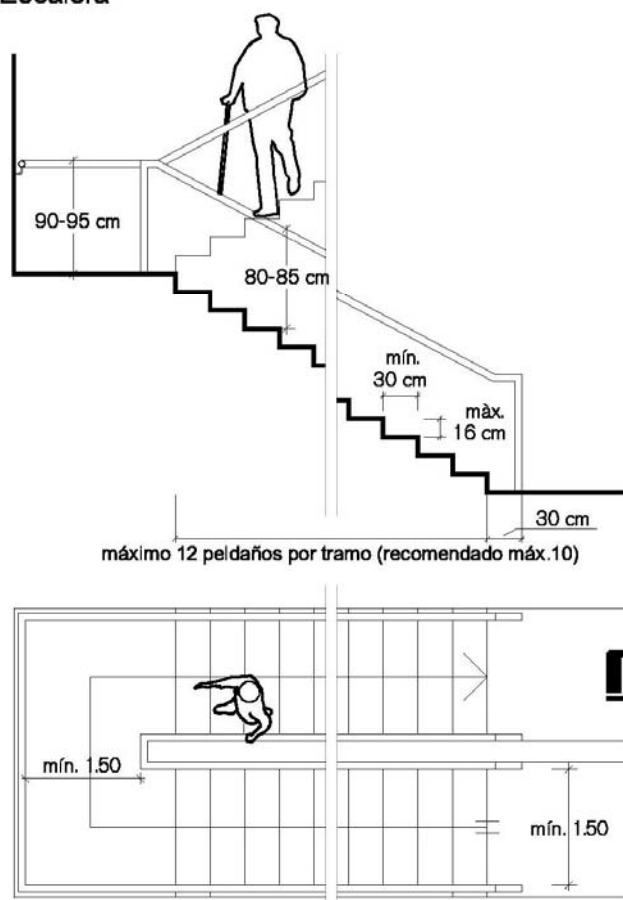 90-95 cm
80-85 cm
mín.
30 cm
màx.
16 cm
30 cm
máximo 12 peldaños por tramo (recomendado máx.10)
mín. 1.50
mín. 1.50